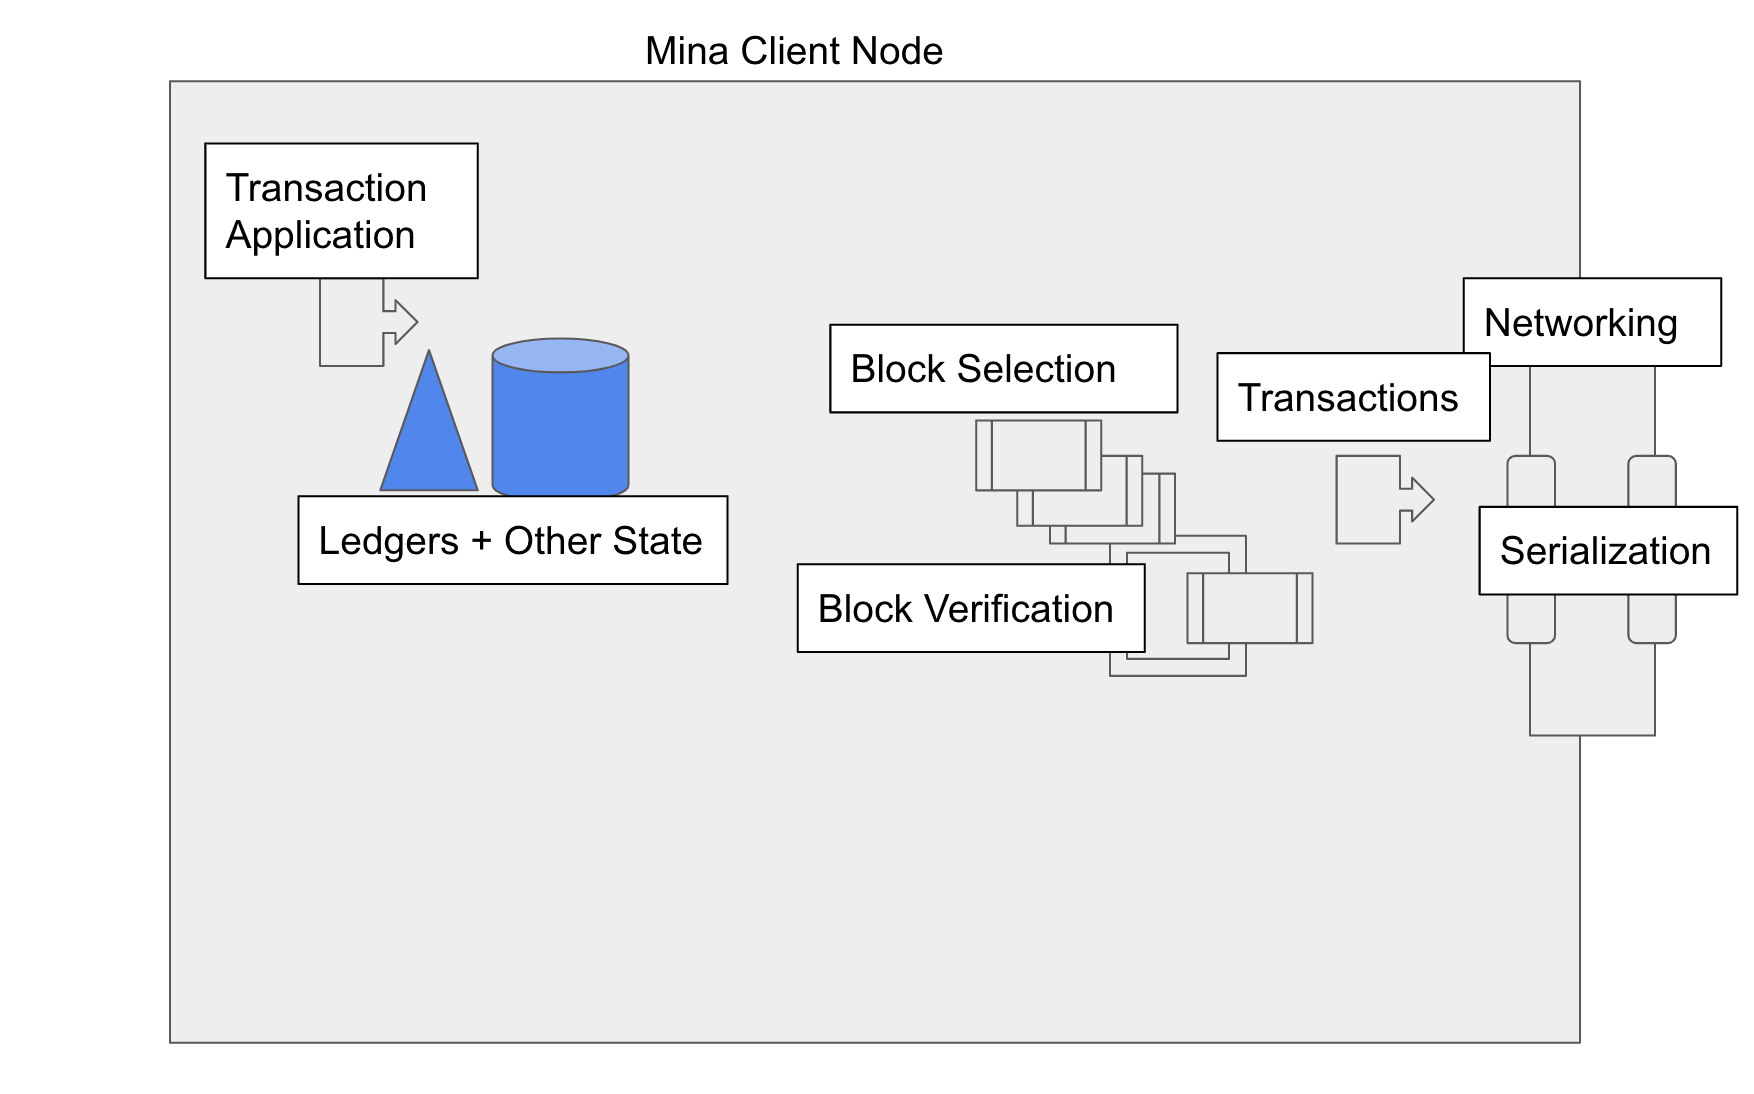 Mina Client Node
Transaction
Application
Networking
Block Selection
Transactions
Ledgers + Other State
Serialization
Block Verification